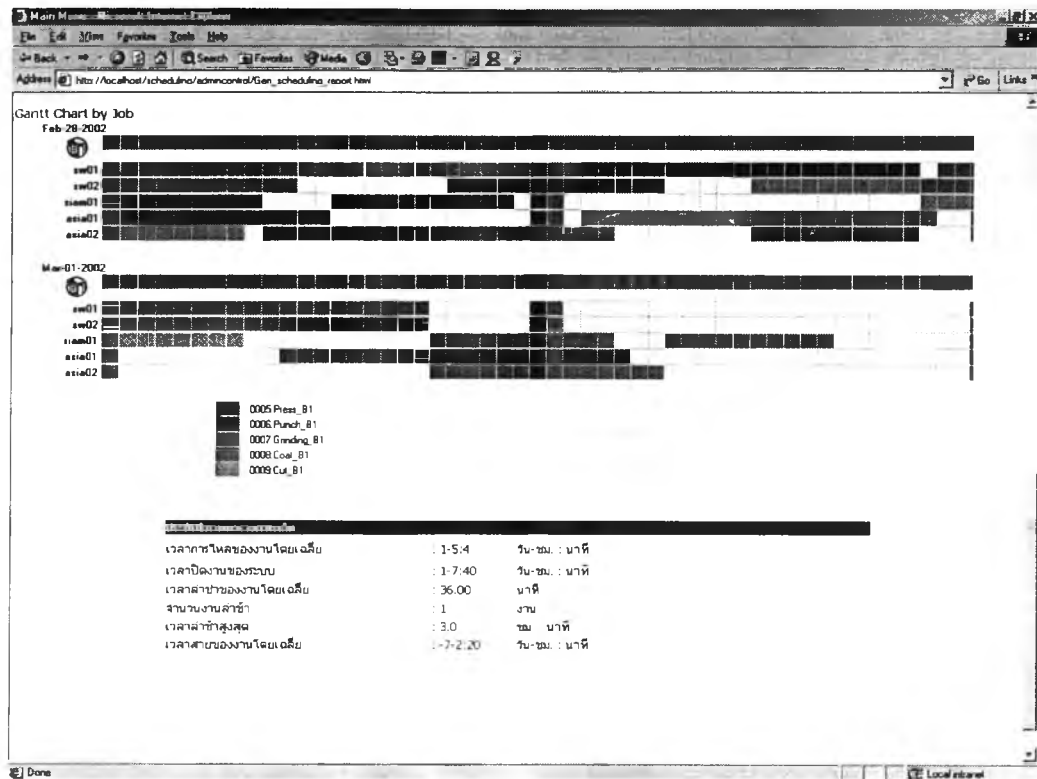 Main Menu - Microsoft Internet Explorer
File Edit View Favorites Tools Help
Back Search Favorites Media
Address http://localhost/scheduling/admincontrol/Gen_scheduling_report.html Go Links
Gantt Chart by Job
Feb-28-2002
sw01
sw02
siam01
asia01
asia02
Mar-01-2002
sw01
sw02
siam01
asia01
asia02
0005:Press_B1
0006:Punch_B1
0007:Grinding_B1
0008:Coat_B1
0009:Cut_B1
เวลาการไหลของงานโดยเฉลี่ย : 1-5:4 วัน-ชม. : นาที
เวลาปิดงานของระบบ : 1-7:40 วัน-ชม. : นาที
เวลาล่าช้าของงานโดยเฉลี่ย : 36.00 นาที
จำนวนงานล่าช้า : 1 งาน
เวลาล่าช้าสูงสุด : 3.0 ชม นาที
เวลาสายของงานโดยเฉลี่ย : -7-2:20 วัน-ชม. : นาที
Done Local intranet